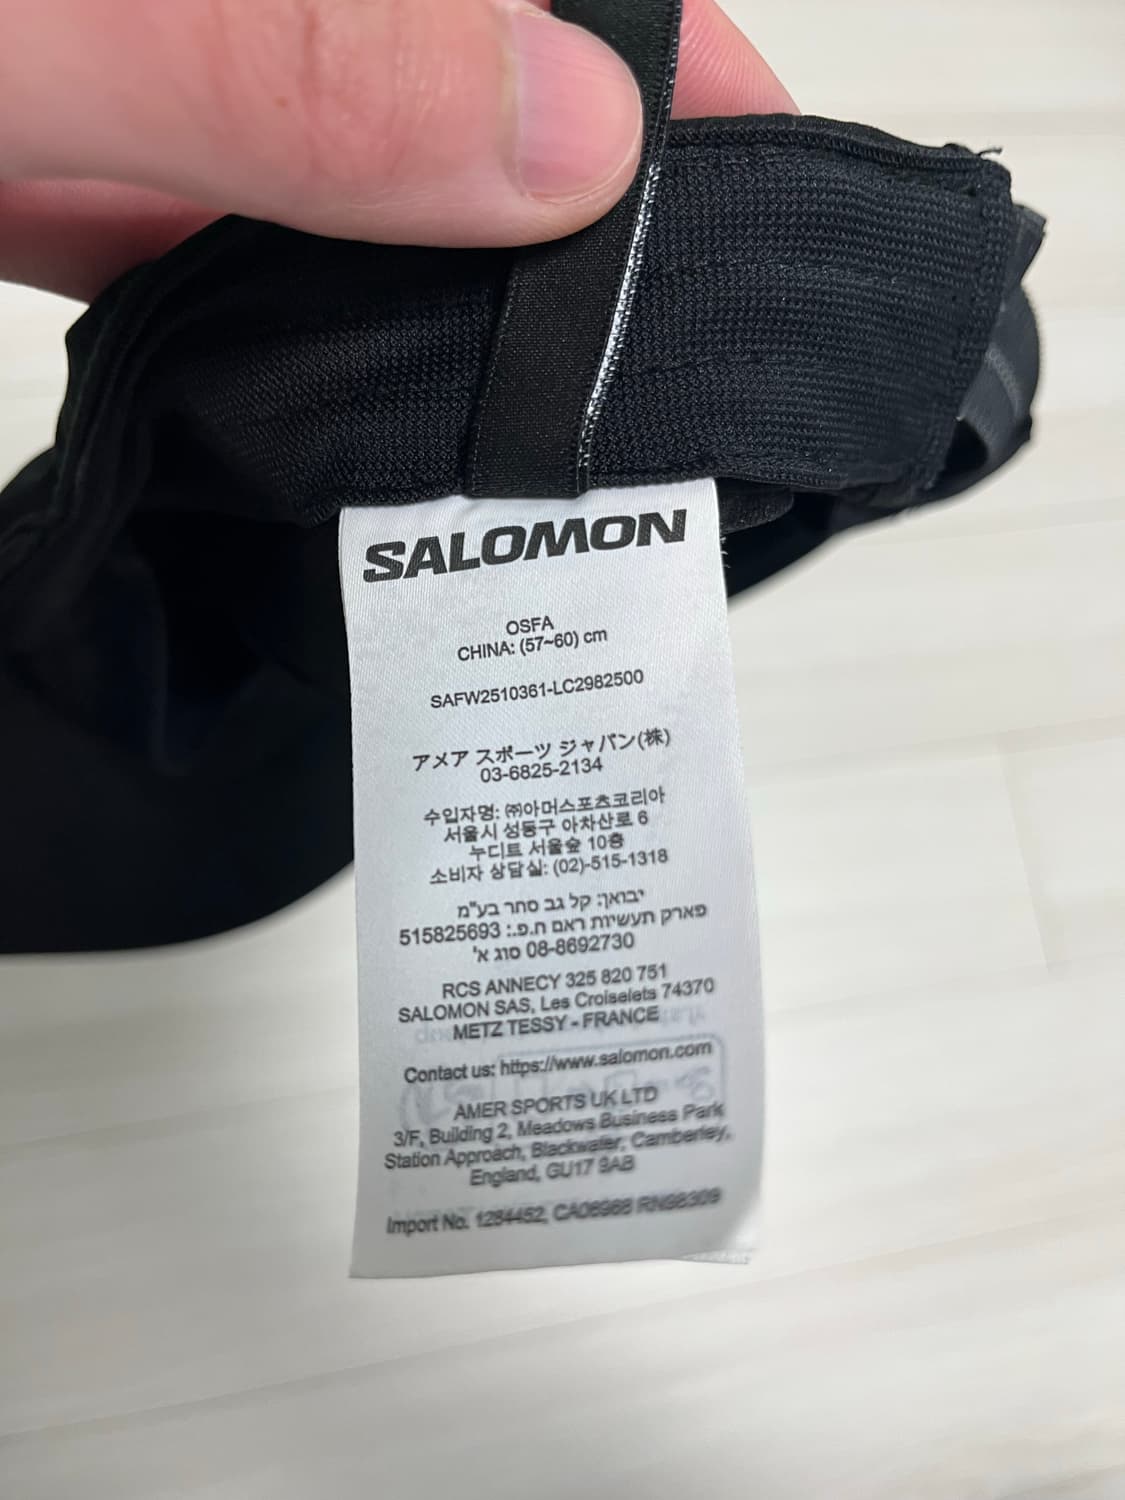 SALOMON
OSFA
CHINA: (57~60) cm
SAFW2510361-LC2982500
アメア スポーツ ジャパン(株)
03-6825-2134
수입자명: ㈜아머스포츠코리아
서울시 성동구 아차산로 6
누디트 서울숲 10층
소비자 상담실: (02)-515-1318
יבואן: קל גב סחר בע"מ
פארק תעשיות ראם ח.פ.: 515825693
08-8692730 סוג א'
RCS ANNECY 325 820 751
SALOMON SAS, Les Croiselets 74370
METZ TESSY - FRANCE
Contact us: https://www.salomon.com
AMER SPORTS UK LTD
3/F, Building 2, Meadows Business Park
Station Approach, Blackwater, Camberley,
England, GU17 9AB
Import No. 1284452, CA06968 RN98309